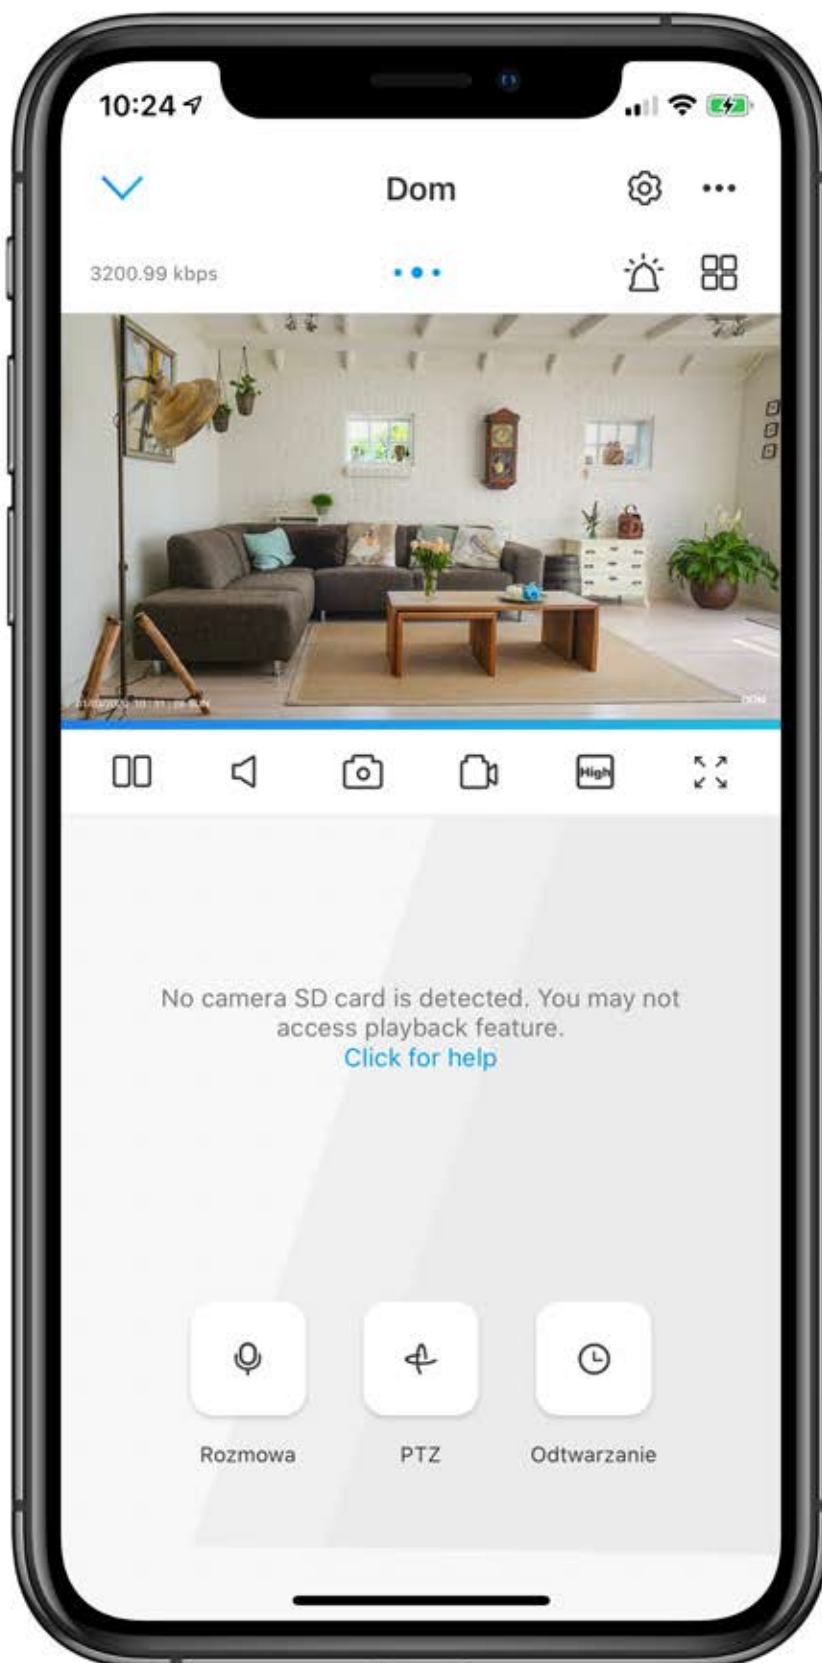 10:24
Dom
3200.99 kbps
DOM
High
No camera SD card is detected. You may not
access playback feature.
Click for help
Rozmowa
PTZ
Odtwarzanie